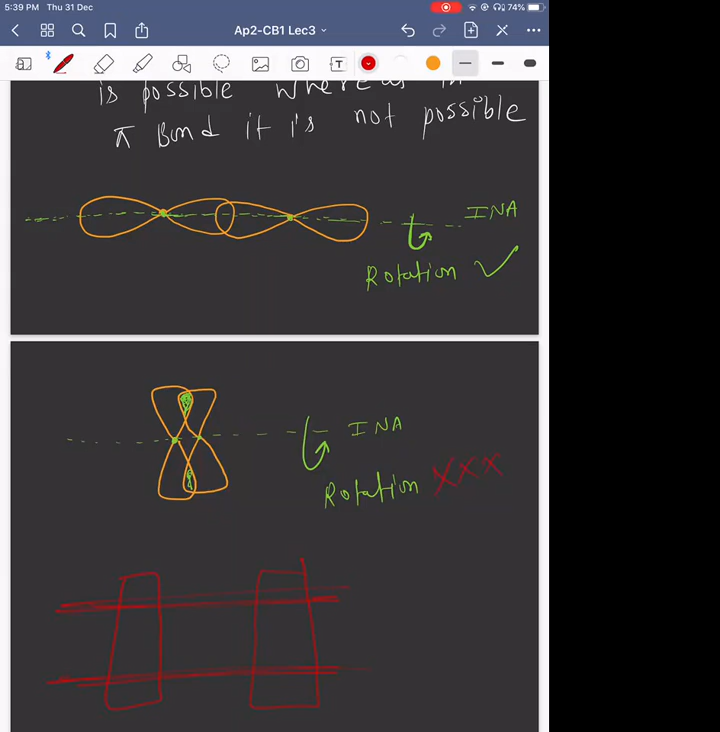 5:39 PM Thu 31 Dec
74%
Ap2-CB1 Lec3
T
is possible whereas in
π Bond it is not possible
INA
Rotation ✓
INA
Rotation XXX